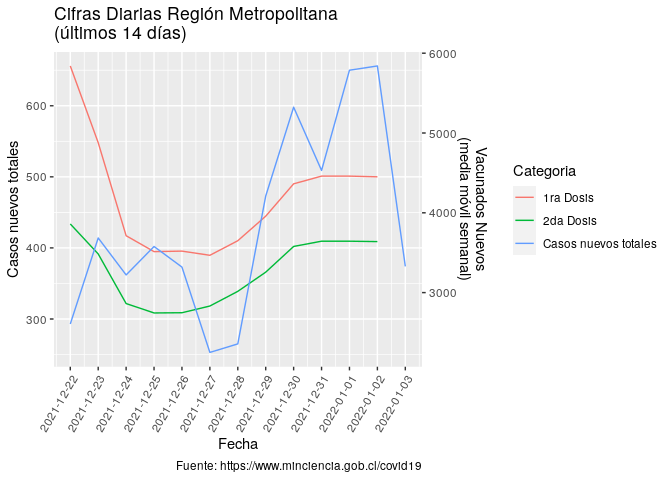 Cifras Diarias Región Metropolitana
(últimos 14 días)
Casos nuevos totales
600
500
400
300
6000
5000
4000
3000
Vacunados Nuevos
(media móvil semanal)
2021-12-22
2021-12-23
2021-12-24
2021-12-25
2021-12-26
2021-12-27
2021-12-28
2021-12-29
2021-12-30
2021-12-31
2022-01-01
2022-01-02
2022-01-03
Fecha
Categoria
1ra Dosis
2da Dosis
Casos nuevos totales
Fuente: https://www.minciencia.gob.cl/covid19